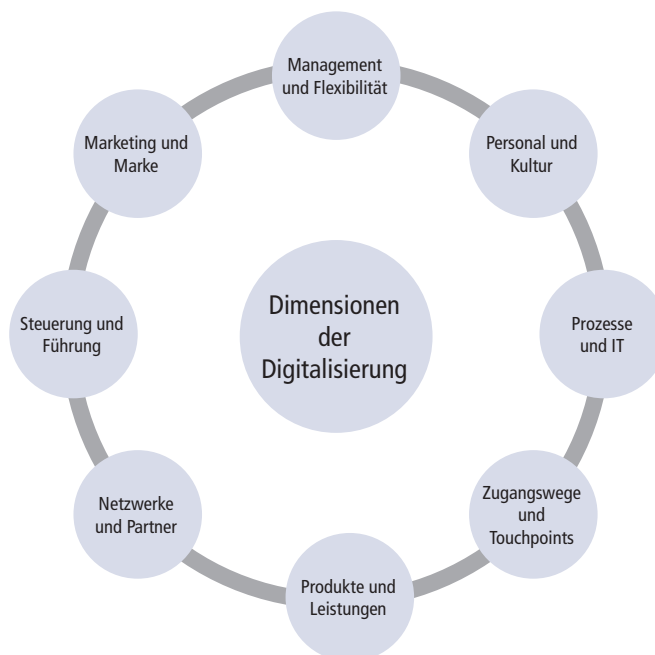 Management
und Flexibilität
Personal und
Kultur
Prozesse
und IT
Zugangswege
und
Touchpoints
Produkte und
Leistungen
Netzwerke
und Partner
Steuerung und
Führung
Marketing und
Marke
Dimensionen
der
Digitalisierung